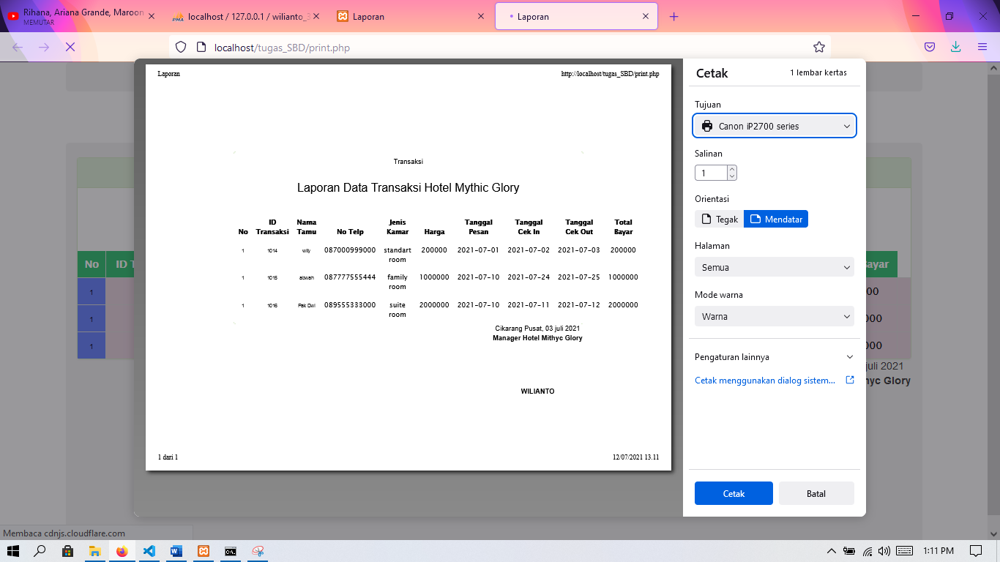 Rihana, Ariana Grande, Maroon
MEMUTAR
localhost / 127.0.0.1 / wilianto_3
Laporan
Laporan
localhost/tugas_SBD/print.php
Laporan http://localhost/tugas_SBD/print.php
Transaksi
Laporan Data Transaksi Hotel Mythic Glory
No ID Transaksi Nama Tamu No Telp Jenis Kamar Harga Tanggal Pesan Tanggal Cek In Tanggal Cek Out Total Bayar
1 1014 wily 087000999000 standart room 200000 2021-07-01 2021-07-02 2021-07-03 200000
1 1015 abwah 087777555444 family room 1000000 2021-07-10 2021-07-24 2021-07-25 1000000
1 1016 Pak Dwi 089555333000 suite room 2000000 2021-07-10 2021-07-11 2021-07-12 2000000
Cikarang Pusat, 03 juli 2021
Manager Hotel Mithyc Glory
WILIANTO
1 dari 1 12/07/2021 13.11
Cetak 1 lembar kertas
Tujuan
Canon iP2700 series
Salinan
1
Orientasi
Tegak Mendatar
Halaman
Semua
Mode warna
Warna
Pengaturan lainnya
Cetak menggunakan dialog sistem...
Cetak Batal
No ID T
1
1
1
Bayar
00
000
000
juli 2021
hyc Glory
Membaca cdnjs.cloudflare.com
1:11 PM